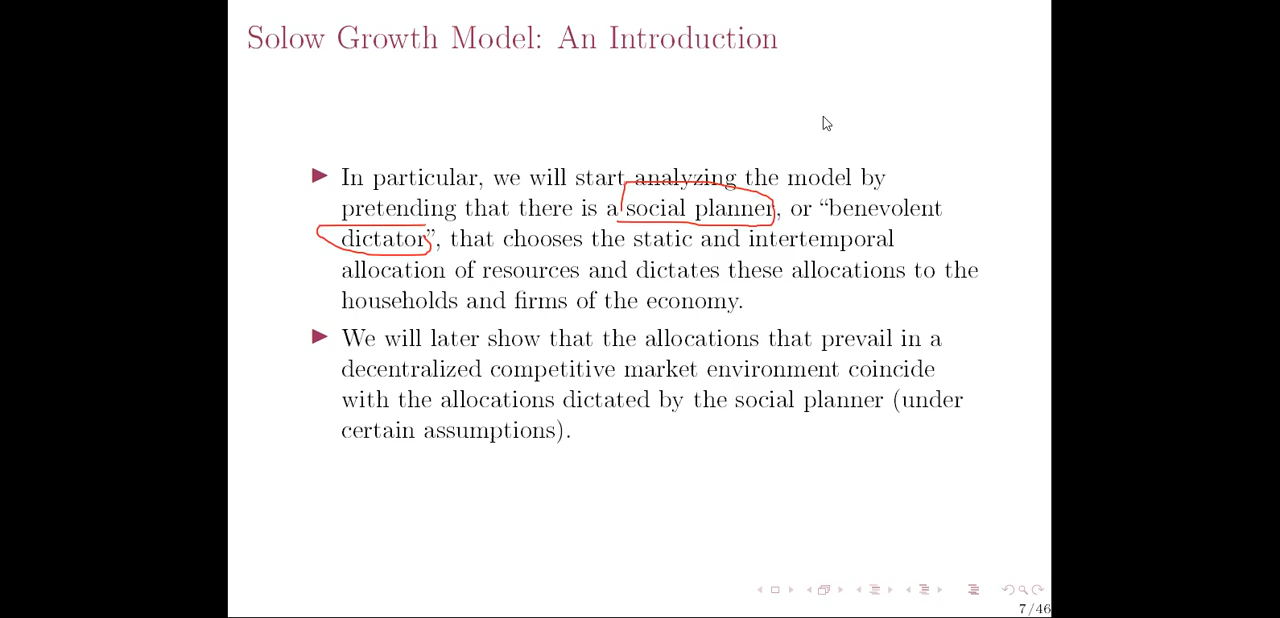 Solow Growth Model: An Introduction
In particular, we will start analyzing the model by
pretending that there is a social planner, or “benevolent
dictator”, that chooses the static and intertemporal
allocation of resources and dictates these allocations to the
households and firms of the economy.
We will later show that the allocations that prevail in a
decentralized competitive market environment coincide
with the allocations dictated by the social planner (under
certain assumptions).
7/46